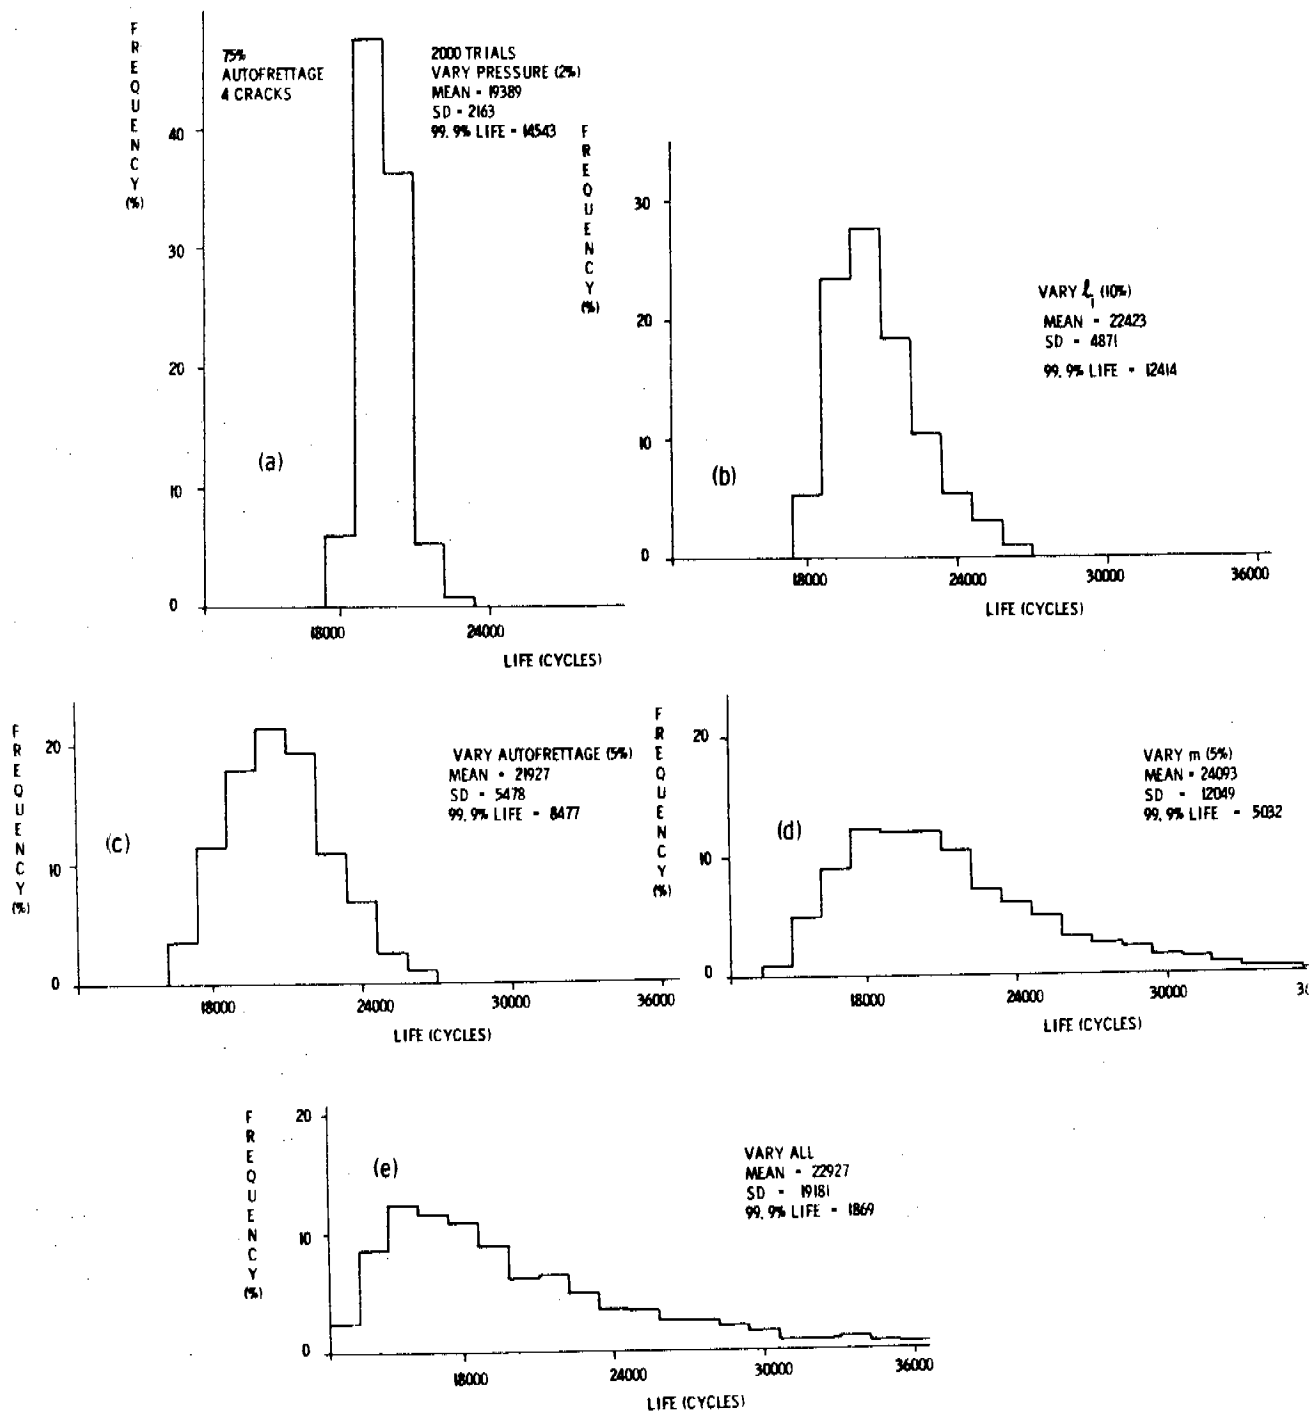 FREQUENCY (%)
40
30
20
10
0
75%
AUTOFRETTAGE
4 CRACKS
2000 TRIALS
VARY PRESSURE (2%)
MEAN = 19389
SD = 2163
99.9% LIFE = 14543
(a)
18000
24000
LIFE (CYCLES)
FREQUENCY (%)
30
20
10
0
VARY ℓ₁ (10%)
MEAN = 22423
SD = 4871
99.9% LIFE = 12414
(b)
18000
24000
30000
36000
LIFE (CYCLES)
FREQUENCY (%)
20
10
0
VARY AUTOFRETTAGE (5%)
MEAN = 21927
SD = 5478
99.9% LIFE = 8477
(c)
18000
24000
30000
36000
LIFE (CYCLES)
FREQUENCY (%)
20
10
0
VARY m (5%)
MEAN = 24093
SD = 12049
99.9% LIFE = 5032
(d)
18000
24000
30000
LIFE (CYCLES)
FREQUENCY (%)
20
10
0
(e)
VARY ALL
MEAN = 22927
SD = 19181
99.9% LIFE = 1869
18000
24000
30000
36000
LIFE (CYCLES)